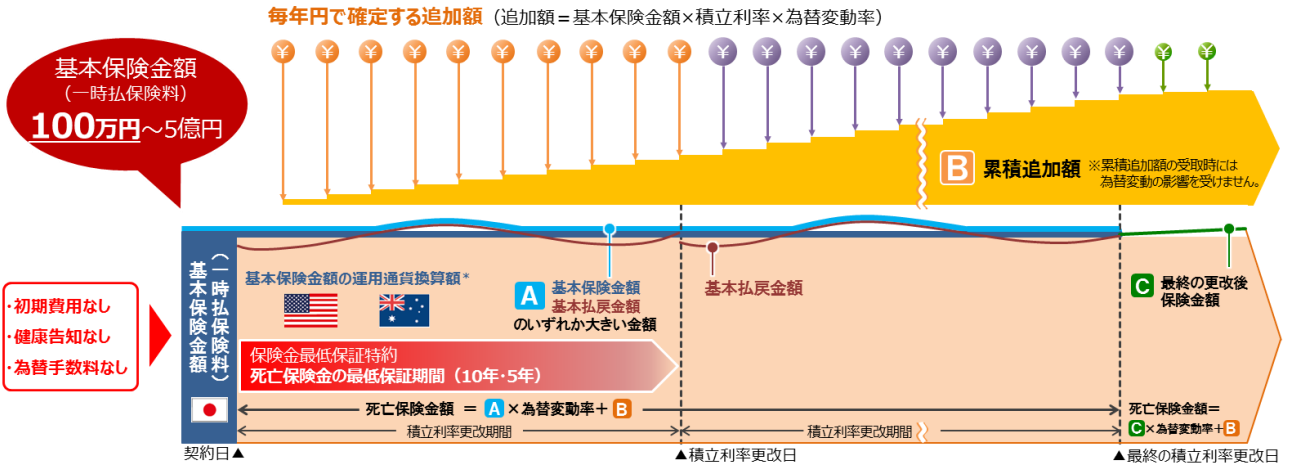 毎年円で確定する追加額（追加額＝基本保険金額×積立利率×為替変動率）
¥ ¥ ¥ ¥ ¥ ¥ ¥ ¥ ¥ ¥ ¥ ¥ ¥ ¥ ¥ ¥ ¥ ¥ ¥ ¥ ¥ ¥
基本保険金額
（一時払保険料）
100万円～5億円
B 累積追加額
※累積追加額の受取時には
為替変動の影響を受けません。
・初期費用なし
・健康告知なし
・為替手数料なし
基本保険金額
（一時払保険料）
基本保険金額の運用通貨換算額*
A 基本保険金額
基本払戻金額
のいずれか大きい金額
基本払戻金額
C 最終の更改後
保険金額
保険金最低保証特約
死亡保険金の最低保証期間（10年・5年）
死亡保険金額 ＝ A×為替変動率＋B
死亡保険金額＝
C×為替変動率＋B
積立利率更改期間
積立利率更改期間
契約日▲
▲積立利率更改日
▲最終の積立利率更改日